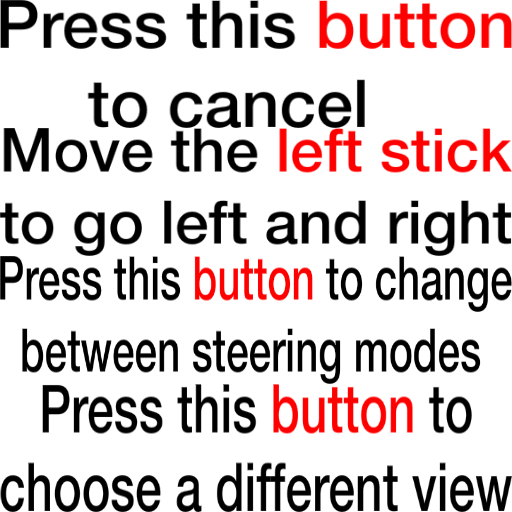 Press this button
to cancel
Move the left stick
to go left and right
Press this button to change
between steering modes
Press this button to
choose a different view